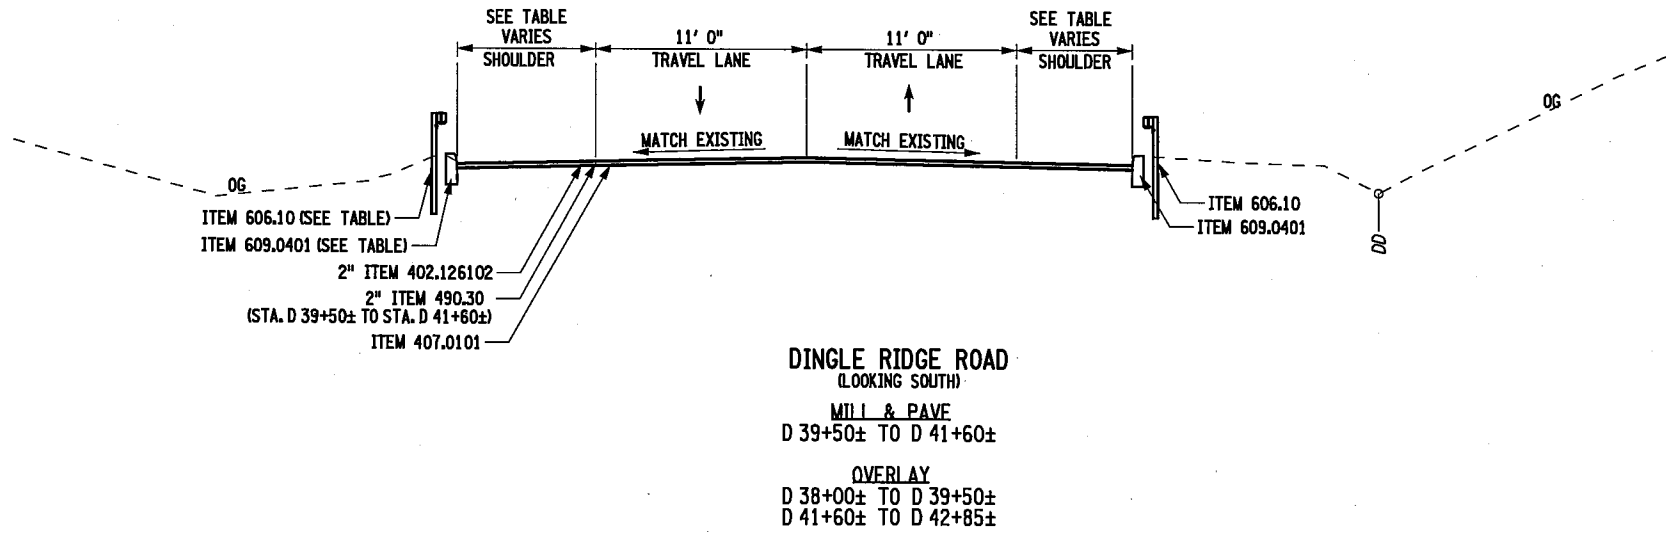 SEE TABLE
VARIES
SHOULDER
11' 0"
TRAVEL LANE
11' 0"
TRAVEL LANE
SEE TABLE
VARIES
SHOULDER
MATCH EXISTING
MATCH EXISTING
OG
OG
ITEM 606.10 (SEE TABLE)
ITEM 609.0401 (SEE TABLE)
2" ITEM 402.126102
2" ITEM 490.30
(STA. D 39+50± TO STA. D 41+60±)
ITEM 407.0101
ITEM 606.10
ITEM 609.0401
DD
DINGLE RIDGE ROAD
(LOOKING SOUTH)
MILL & PAVE
D 39+50± TO D 41+60±
OVERLAY
D 38+00± TO D 39+50±
D 41+60± TO D 42+85±